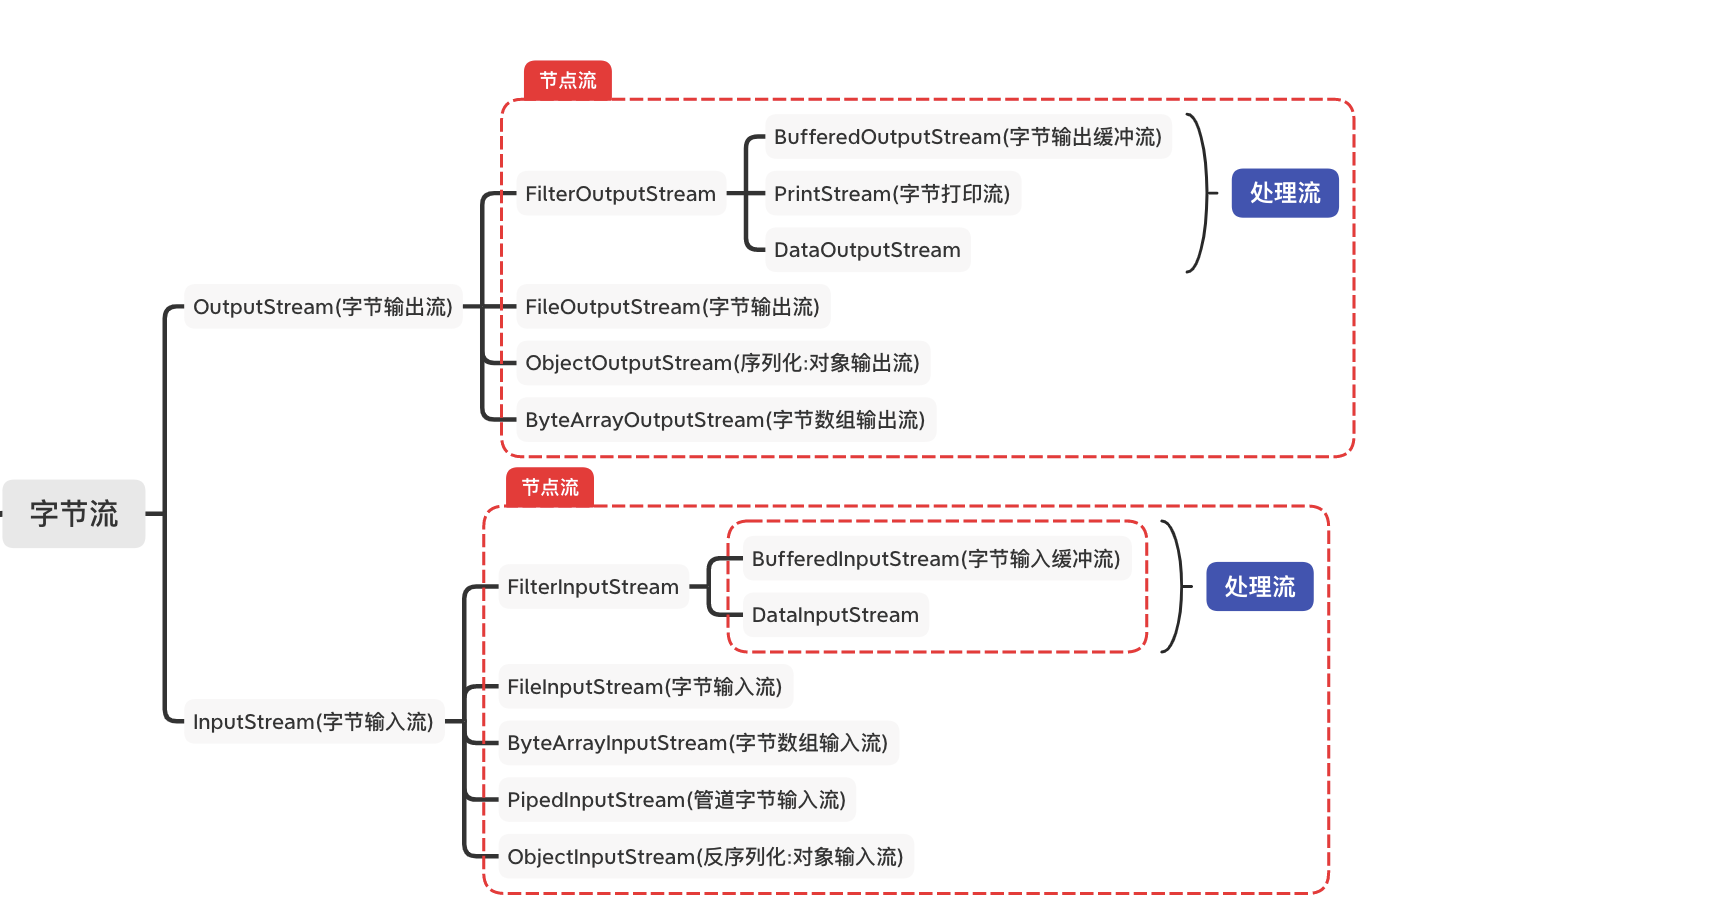 节点流
BufferedOutputStream(字节输出缓冲流)
FilterOutputStream
PrintStream(字节打印流)
处理流
DataOutputStream
OutputStream(字节输出流)
FileOutputStream(字节输出流)
ObjectOutputStream(序列化:对象输出流)
ByteArrayOutputStream(字节数组输出流)
字节流
节点流
BufferedInputStream(字节输入缓冲流)
FilterInputStream
处理流
DataInputStream
FileInputStream(字节输入流)
InputStream(字节输入流)
ByteArrayInputStream(字节数组输入流)
PipedInputStream(管道字节输入流)
ObjectInputStream(反序列化:对象输入流)